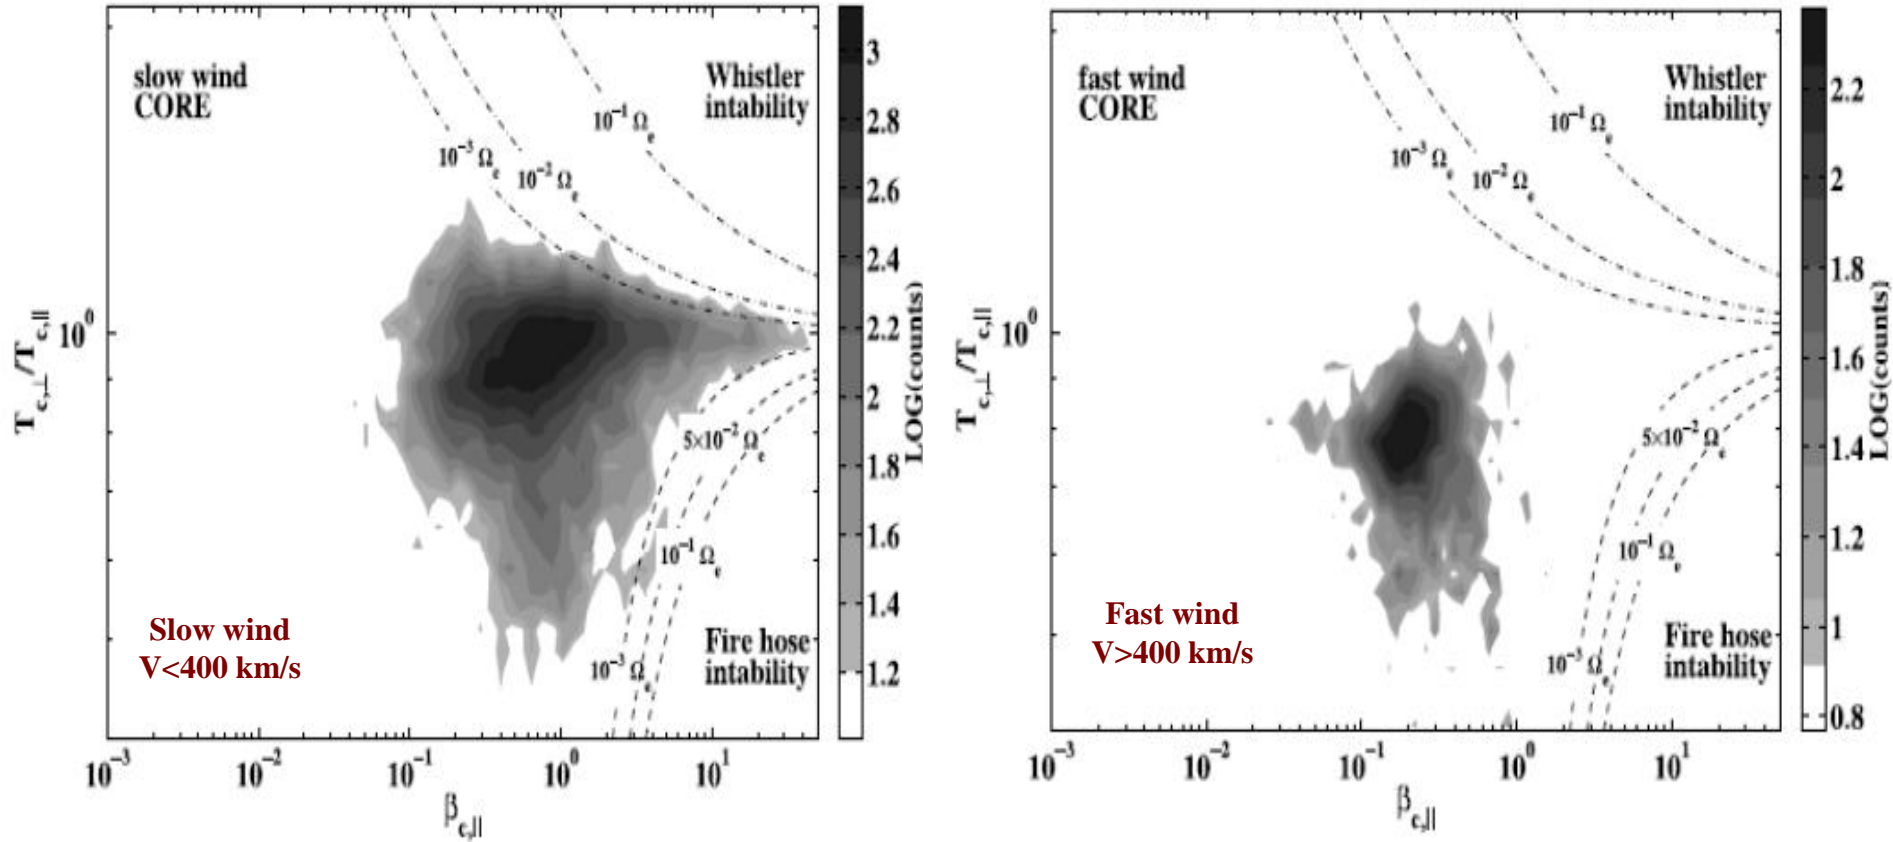 slow wind
CORE
Whistler
intability
10⁻¹ Ωₑ
10⁻³ Ωₑ
10⁻² Ωₑ
5×10⁻² Ωₑ
10⁻¹ Ωₑ
10⁻³ Ωₑ
Fire hose
intability
Slow wind
V<400 km/s
T c,⊥/T c,||
10⁰
10⁻³
10⁻²
10⁻¹
10⁰
10¹
β c,||
3
2.8
2.6
2.4
2.2
2
1.8
1.6
1.4
1.2
LOG(counts)
fast wind
CORE
Whistler
intability
10⁻¹ Ωₑ
10⁻³ Ωₑ
10⁻² Ωₑ
5×10⁻² Ωₑ
10⁻¹ Ωₑ
10⁻³ Ωₑ
Fire hose
intability
Fast wind
V>400 km/s
T c,⊥/T c,||
10⁰
10⁻³
10⁻²
10⁻¹
10⁰
10¹
β c,||
2.2
2
1.8
1.6
1.4
1.2
1
0.8
LOG(counts)